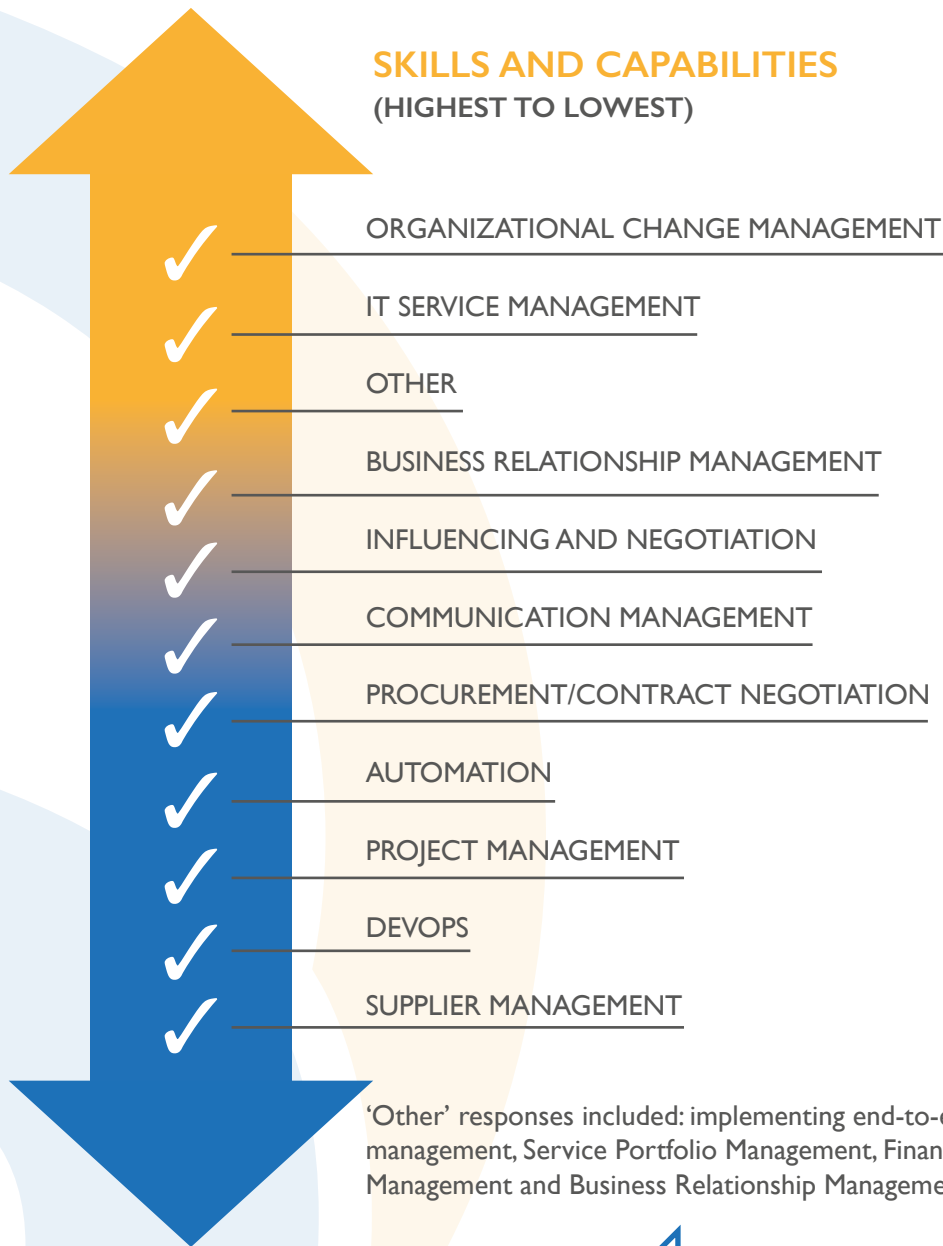 SKILLS AND CAPABILITIES
(HIGHEST TO LOWEST)
ORGANIZATIONAL CHANGE MANAGEMENT
IT SERVICE MANAGEMENT
OTHER
BUSINESS RELATIONSHIP MANAGEMENT
INFLUENCING AND NEGOTIATION
COMMUNICATION MANAGEMENT
PROCUREMENT/CONTRACT NEGOTIATION
AUTOMATION
PROJECT MANAGEMENT
DEVOPS
SUPPLIER MANAGEMENT
‘Other’ responses included: implementing end-to-
management, Service Portfolio Management,
Management and Business Relationship